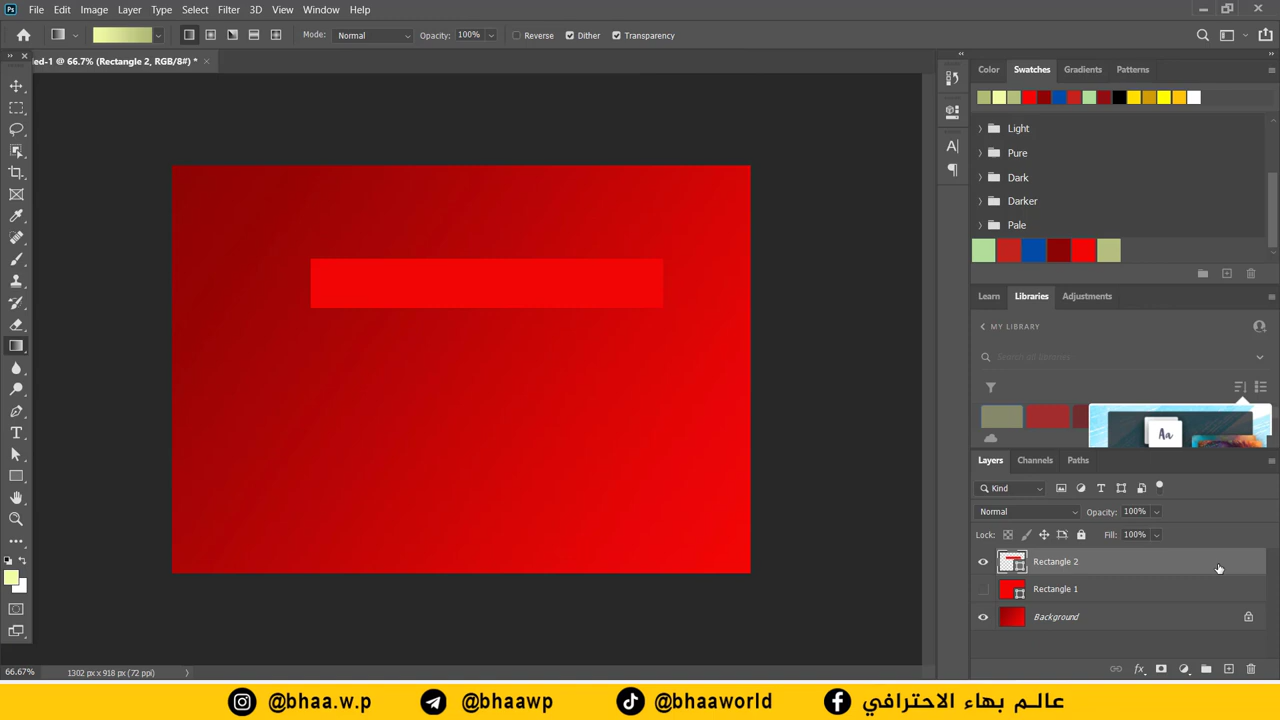 Ps File Edit Image Layer Type Select Filter 3D View Window Help
Mode: Normal Opacity: 100% Reverse Dither Transparency
ed-1 @ 66.7% (Rectangle 2, RGB/8#) * ×
Color Swatches Gradients Patterns
Light
Pure
Dark
Darker
Pale
Learn Libraries Adjustments
MY LIBRARY
Search all Libraries
Aa
Layers Channels Paths
Kind
Normal Opacity: 100%
Lock: Fill: 100%
Rectangle 2
Rectangle 1
Background
66.67% 1302 px x 918 px (72 ppi)
@bhaa.w.p @bhaawp @bhaaworld عالم بهاء الاحترافي